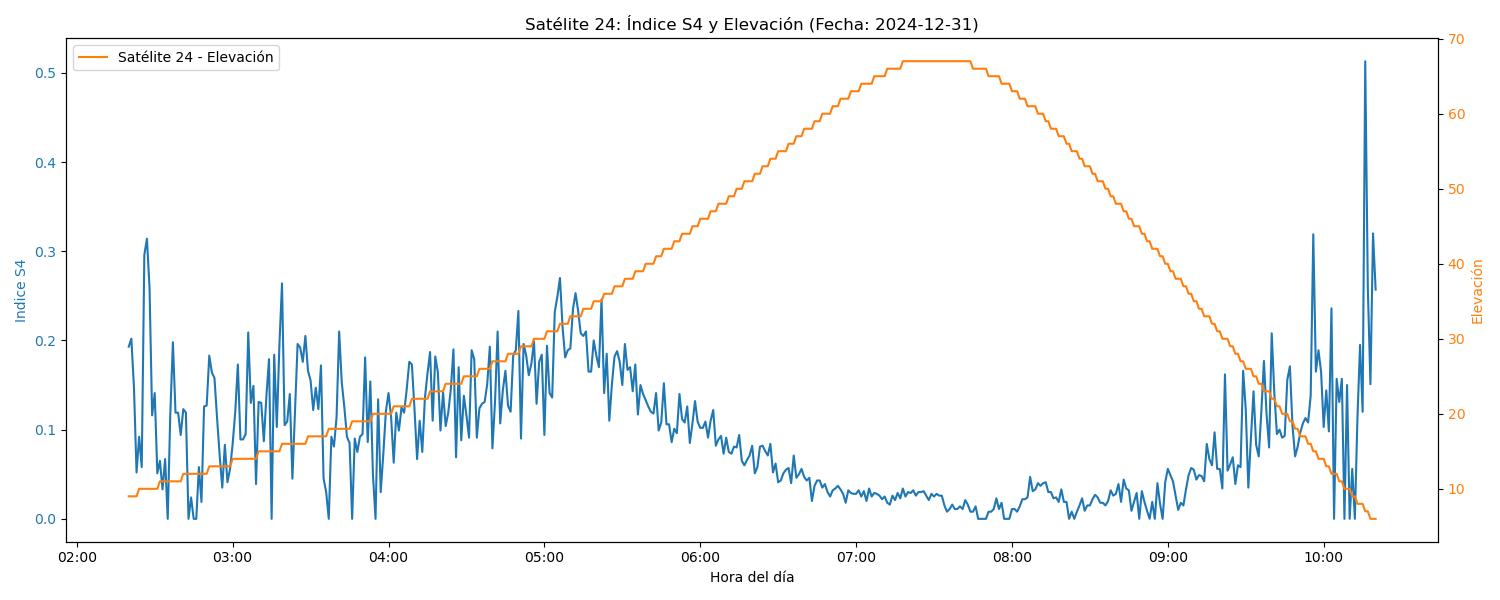 Satélite 24: Índice S4 y Elevación (Fecha: 2024-12-31)
Satélite 24 - Elevación
Indice S4
0.5
0.4
0.3
0.2
0.1
0.0
70
60
50
40
30
20
10
Elevación
02:00 03:00 04:00 05:00 06:00 07:00 08:00 09:00 10:00
Hora del día